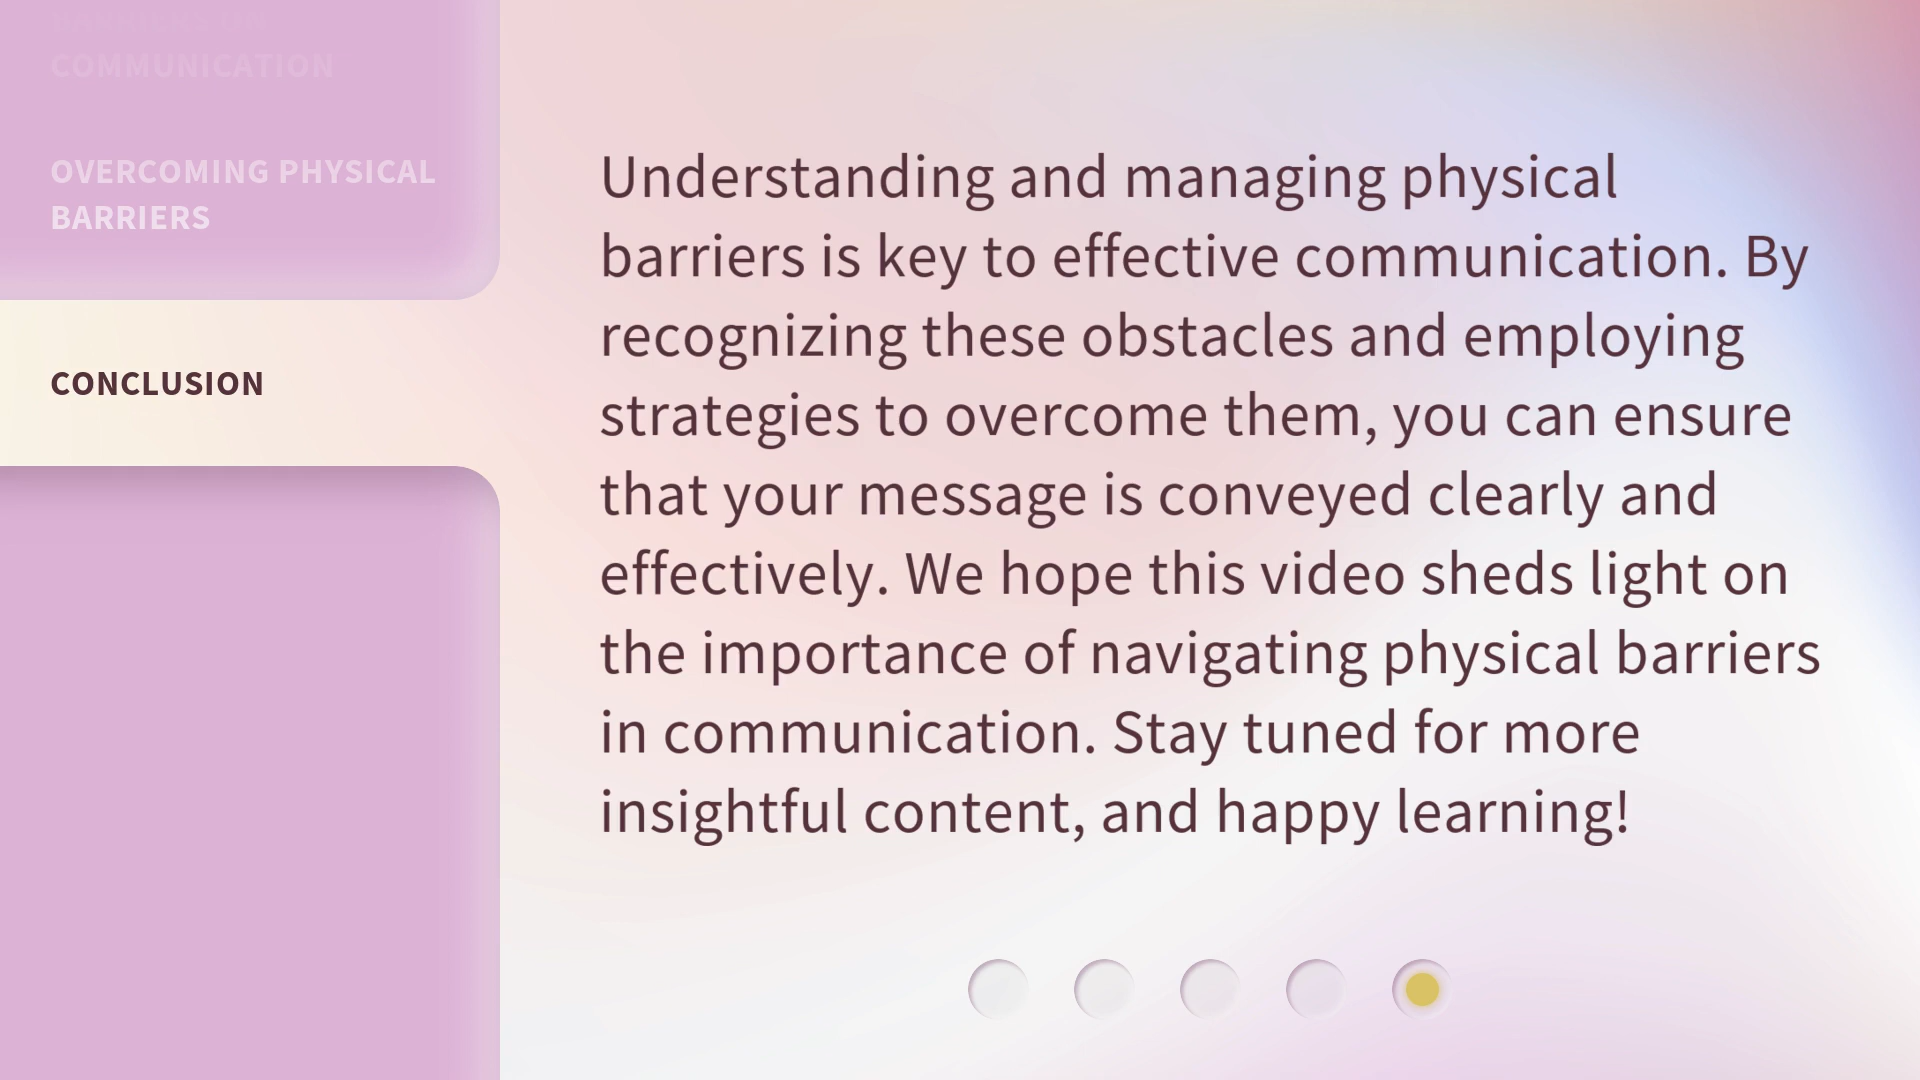 COMMUNICATION
OVERCOMING PHYSICAL
BARRIERS
CONCLUSION
Understanding and managing physical
barriers is key to effective communication. By
recognizing these obstacles and employing
strategies to overcome them, you can ensure
that your message is conveyed clearly and
effectively. We hope this video sheds light on
the importance of navigating physical barriers
in communication. Stay tuned for more
insightful content, and happy learning!